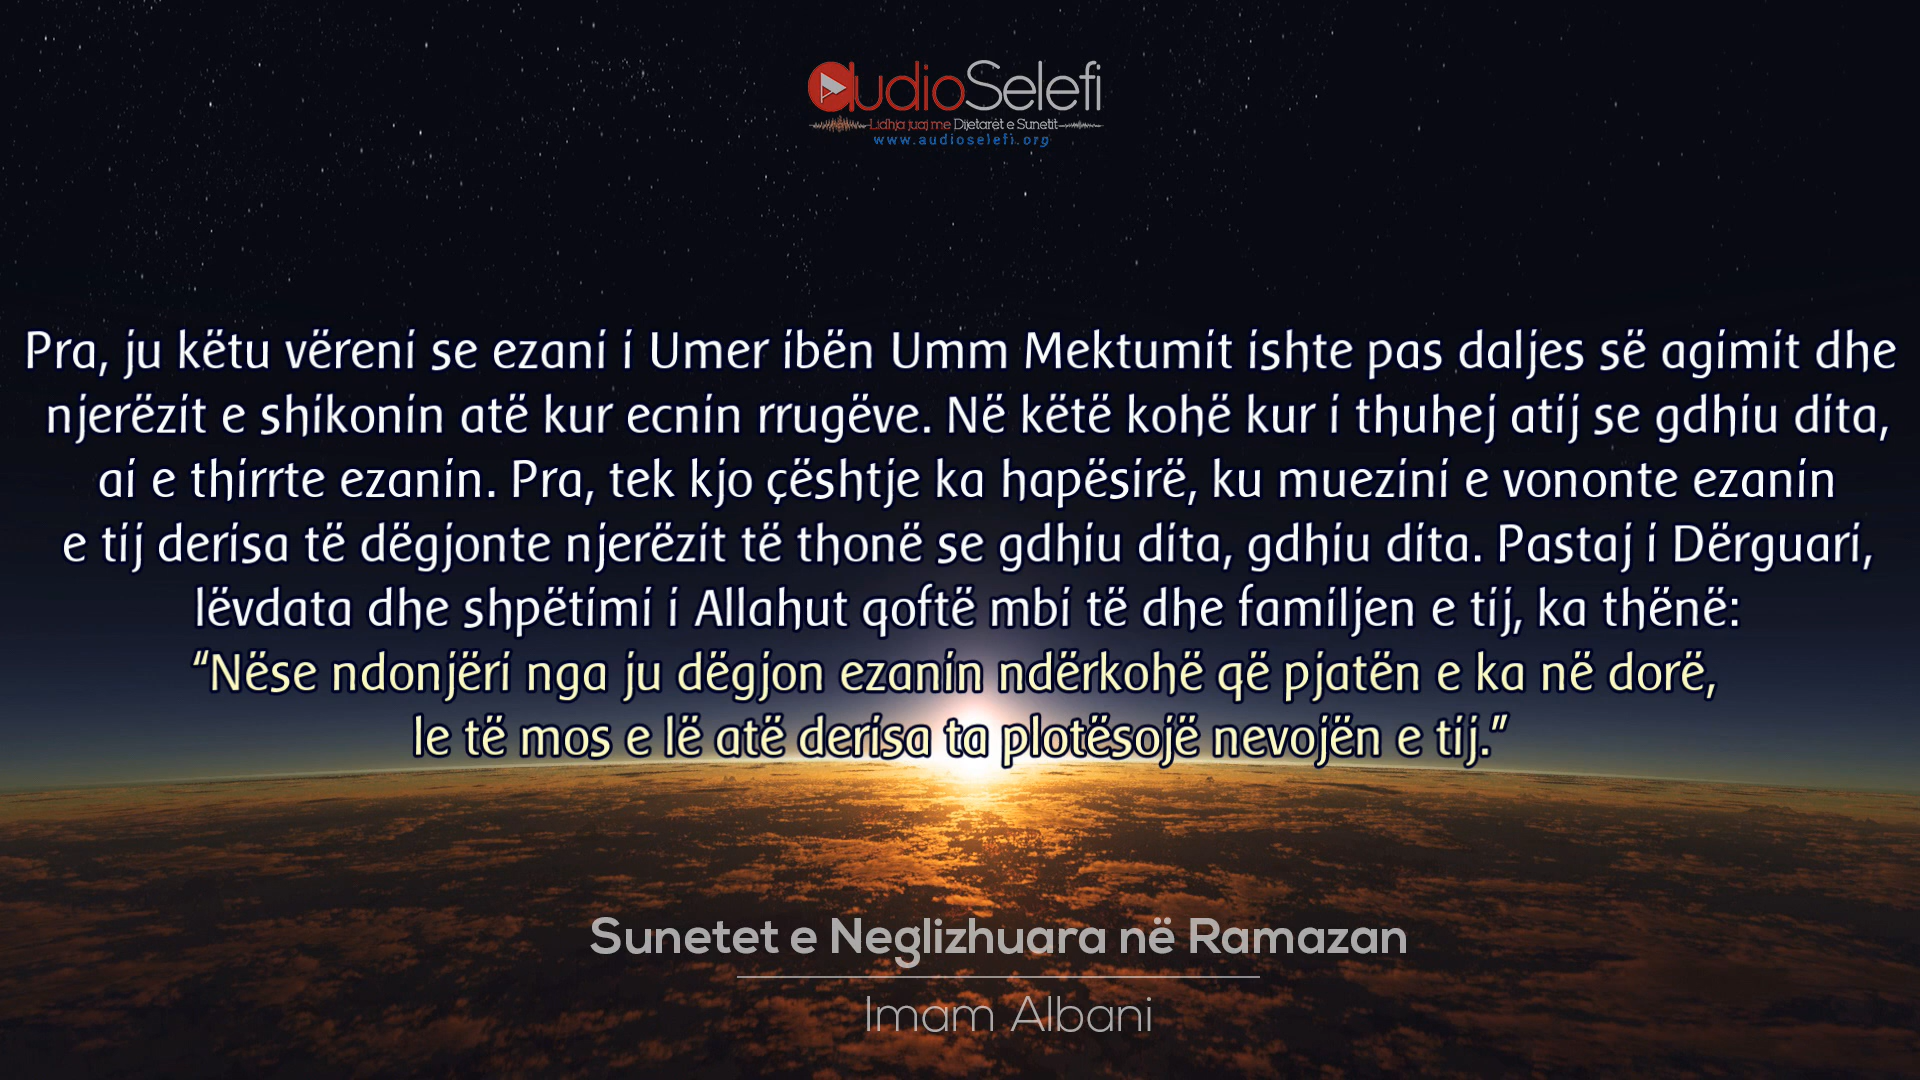 audioSelefi
Lidhja juaj me Dijetarët e Sunetit
www.audioselefi.org
Pra, ju këtu vëreni se ezani i Umer ibën Umm Mektumit ishte pas daljes së agimit dhe
njerëzit e shikonin atë kur ecnin rrugëve. Në këtë kohë kur i thuhej atij se gdhiu dita,
ai e thirrte ezanin. Pra, tek kjo çështje ka hapësirë, ku muezini e vononte ezanin
e tij derisa të dëgjonte njerëzit të thonë se gdhiu dita, gdhiu dita. Pastaj i Dërguari,
lëvdata dhe shpëtimi i Allahut qoftë mbi të dhe familjen e tij, ka thënë:
“Nëse ndonjëri nga ju dëgjon ezanin ndërkohë që pjatën e ka në dorë,
le të mos e lë atë derisa ta plotësojë nevojën e tij.”
Sunetet e Neglizhuara në Ramazan
Imam Albani